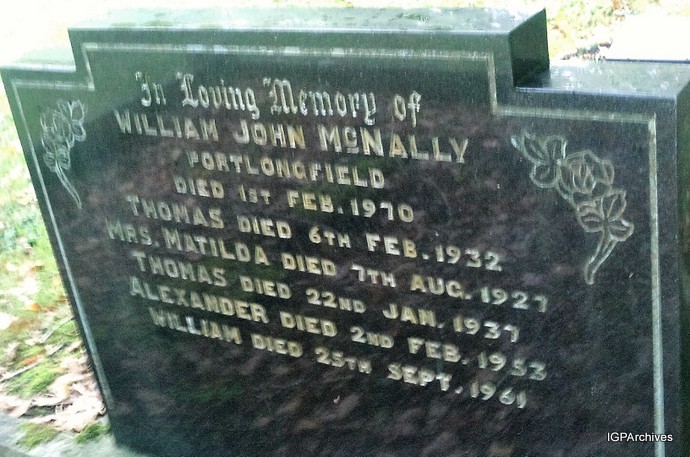 In Loving Memory of
WILLIAM JOHN McNALLY
PORTLONGFIELD
DIED 1ST FEB. 1970
THOMAS DIED 6TH FEB. 1932
MRS. MATILDA DIED 7TH AUG. 1927
THOMAS DIED 22ND JAN. 1937
ALEXANDER DIED 2ND FEB. 1953
WILLIAM DIED 25TH SEPT. 1961
IGPArchives